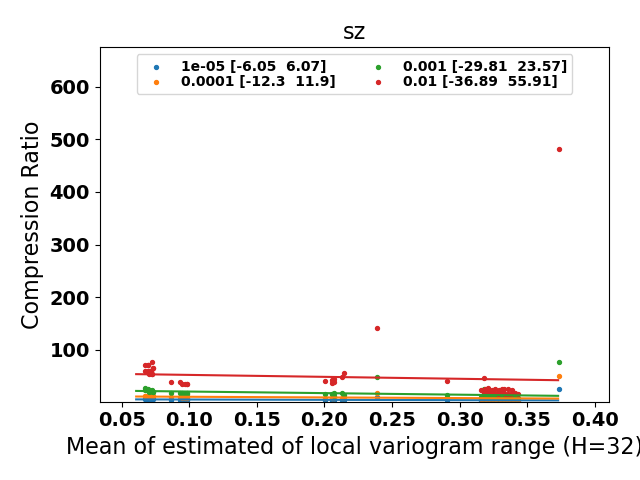 sz
1e-05 [-6.05  6.07]
0.0001 [-12.3  11.9]
0.001 [-29.81  23.57]
0.01 [-36.89  55.91]
Compression Ratio
600
500
400
300
200
100
0.05 0.10 0.15 0.20 0.25 0.30 0.35 0.40
Mean of estimated of local variogram range (H=32)